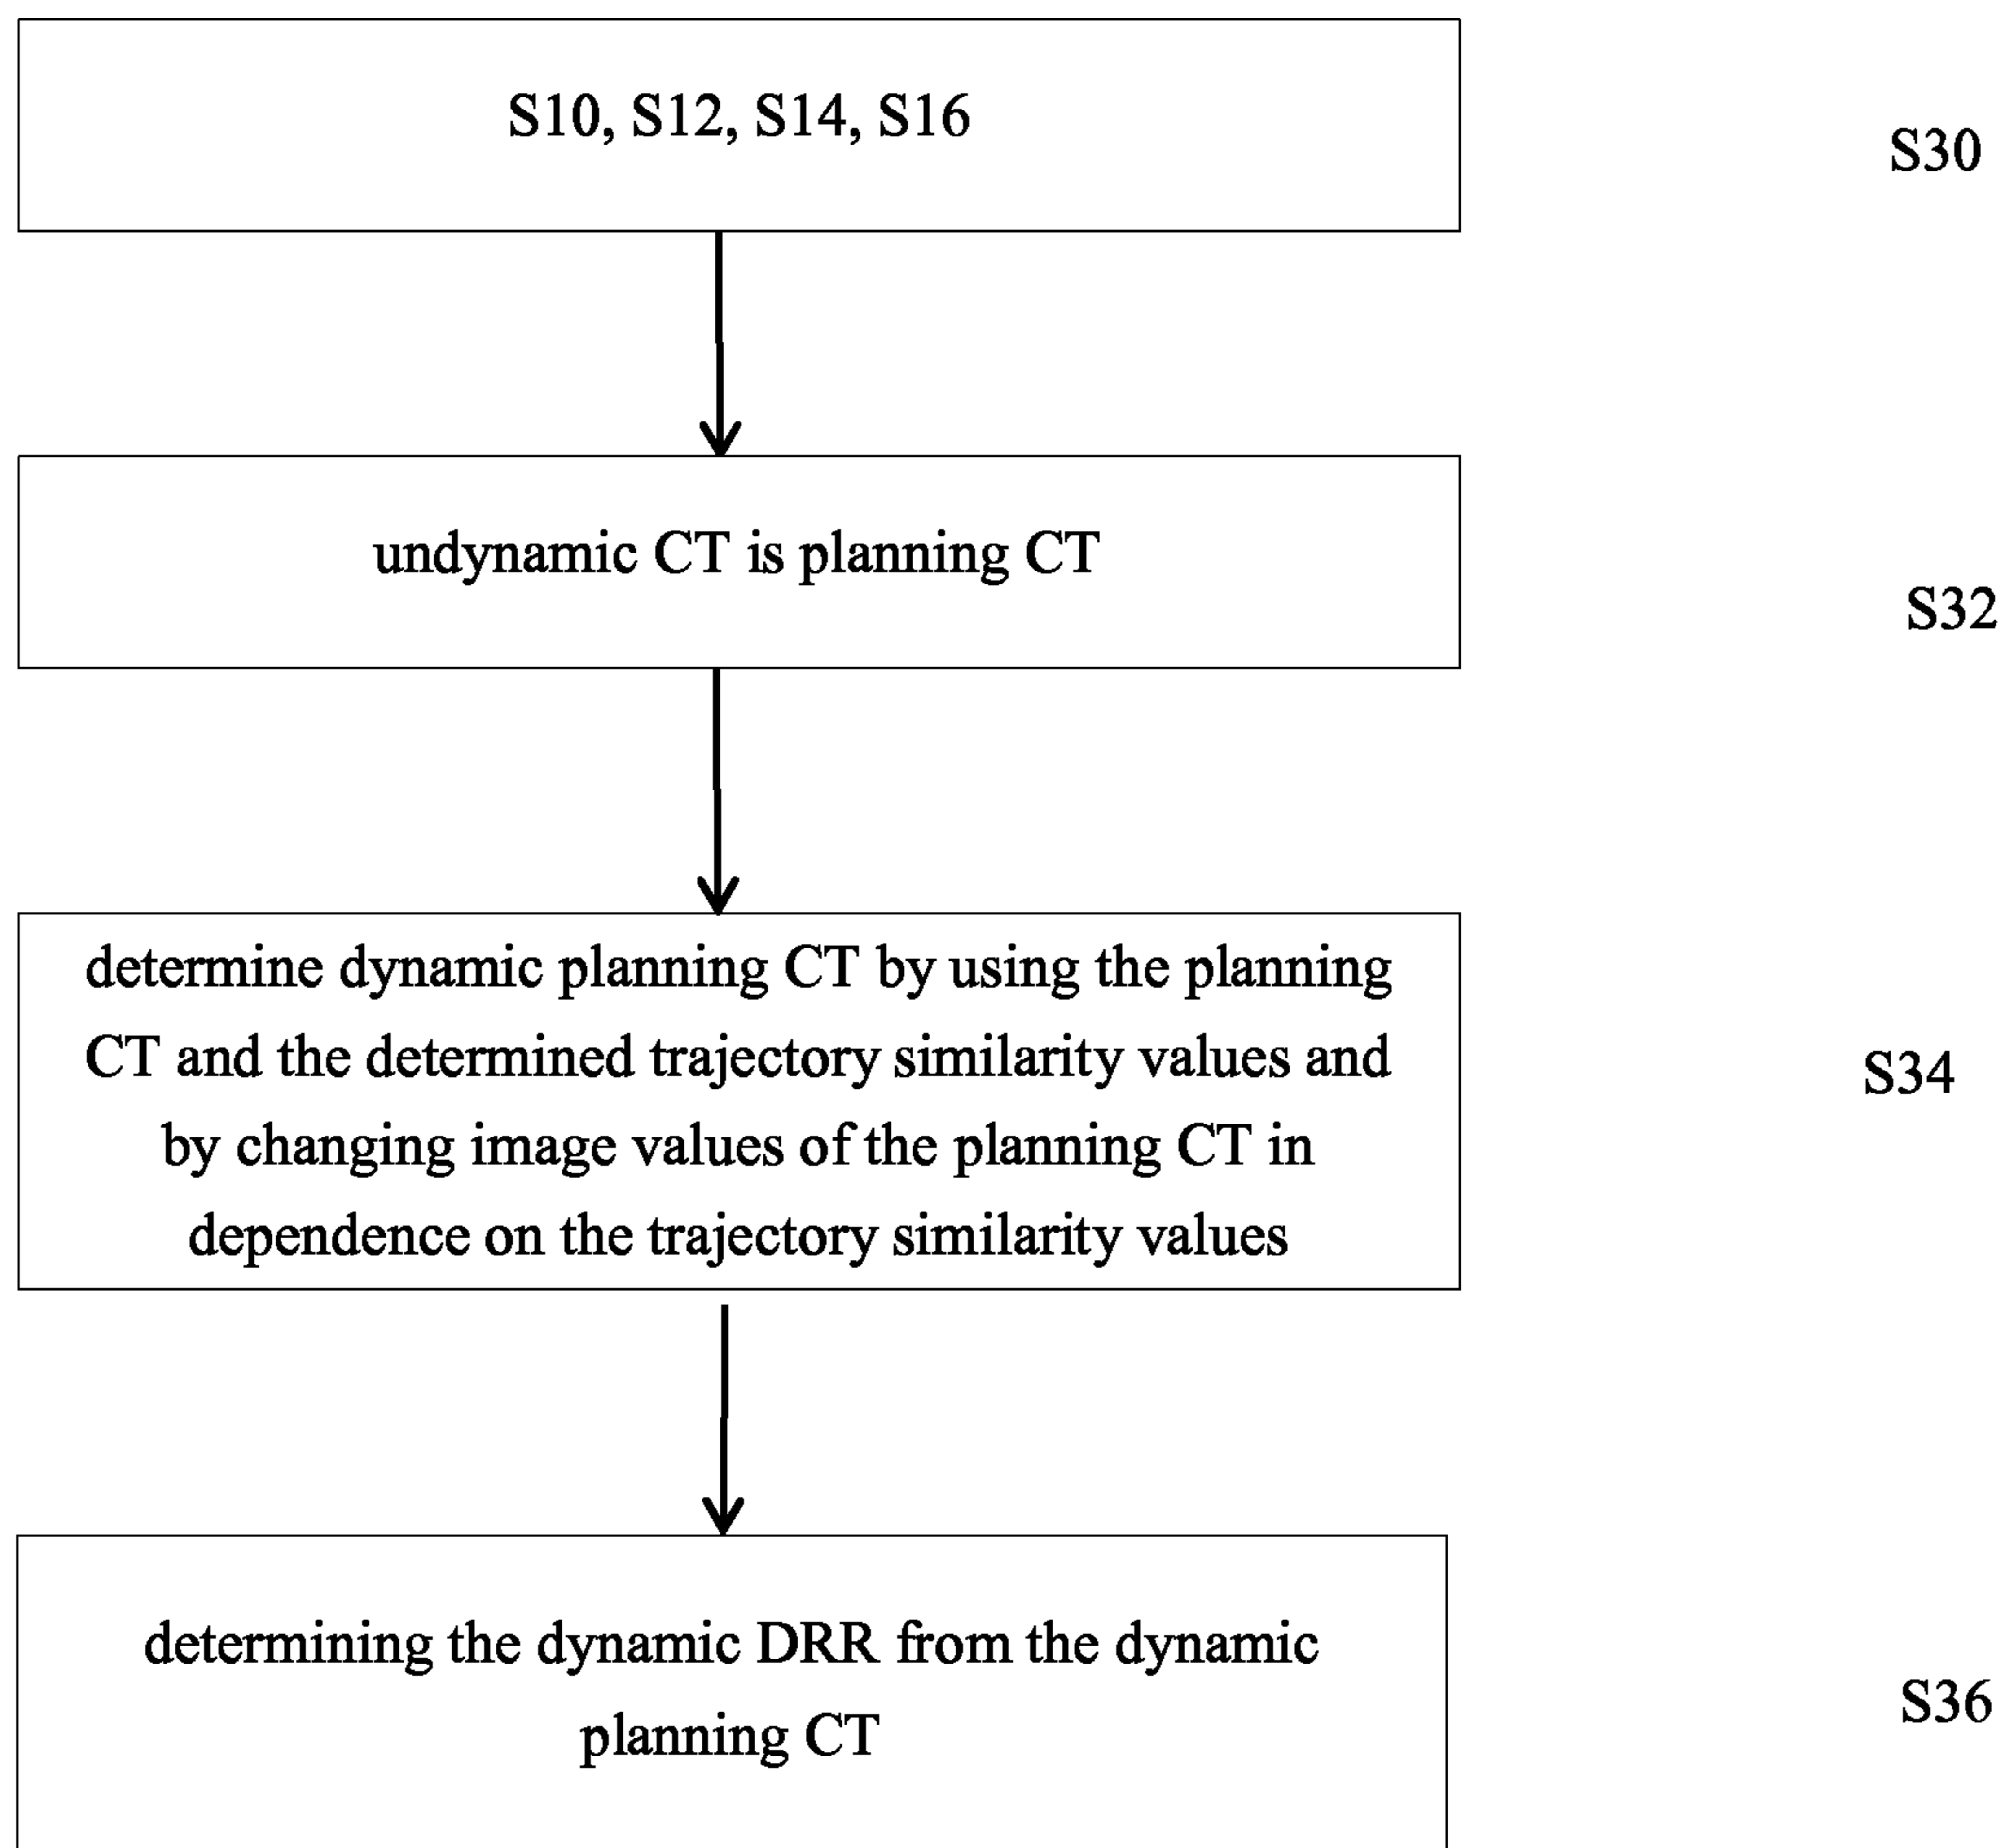 S10, S12, S14, S16
S30
undynamic CT is planning CT
S32
determine dynamic planning CT by using the planning
CT and the determined trajectory similarity values and
by changing image values of the planning CT in
dependence on the trajectory similarity values
S34
determining the dynamic DRR from the dynamic
planning CT
S36